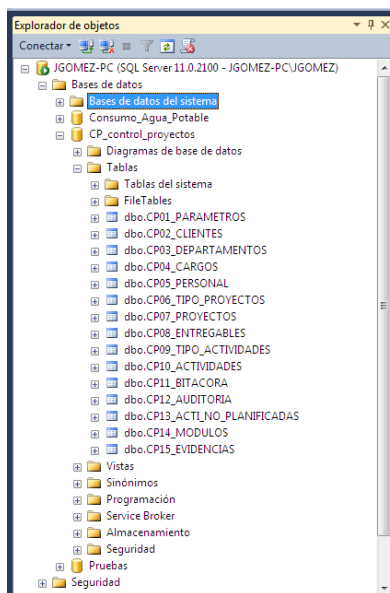 Explorador de objetos
Conectar
JGOMEZ-PC (SQL Server 11.0.2100 - JGOMEZ-PC\JGOMEZ)
Bases de datos
Bases de datos del sistema
Consumo_Agua_Potable
CP_control_proyectos
Diagramas de base de datos
Tablas
Tablas del sistema
FileTables
dbo.CP01_PARAMETROS
dbo.CP02_CLIENTES
dbo.CP03_DEPARTAMENTOS
dbo.CP04_CARGOS
dbo.CP05_PERSONAL
dbo.CP06_TIPO_PROYECTOS
dbo.CP07_PROYECTOS
dbo.CP08_ENTREGABLES
dbo.CP09_TIPO_ACTIVIDADES
dbo.CP10_ACTIVIDADES
dbo.CP11_BITACORA
dbo.CP12_AUDITORIA
dbo.CP13_ACTI_NO_PLANIFICADAS
dbo.CP14_MODULOS
dbo.CP15_EVIDENCIAS
Vistas
Sinónimos
Programación
Service Broker
Almacenamiento
Seguridad
Pruebas
Seguridad